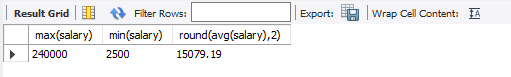 Result Grid Filter Rows: Export: Wrap Cell Content: IA
max(salary) min(salary) round(avg(salary),2)
240000 2500 15079.19